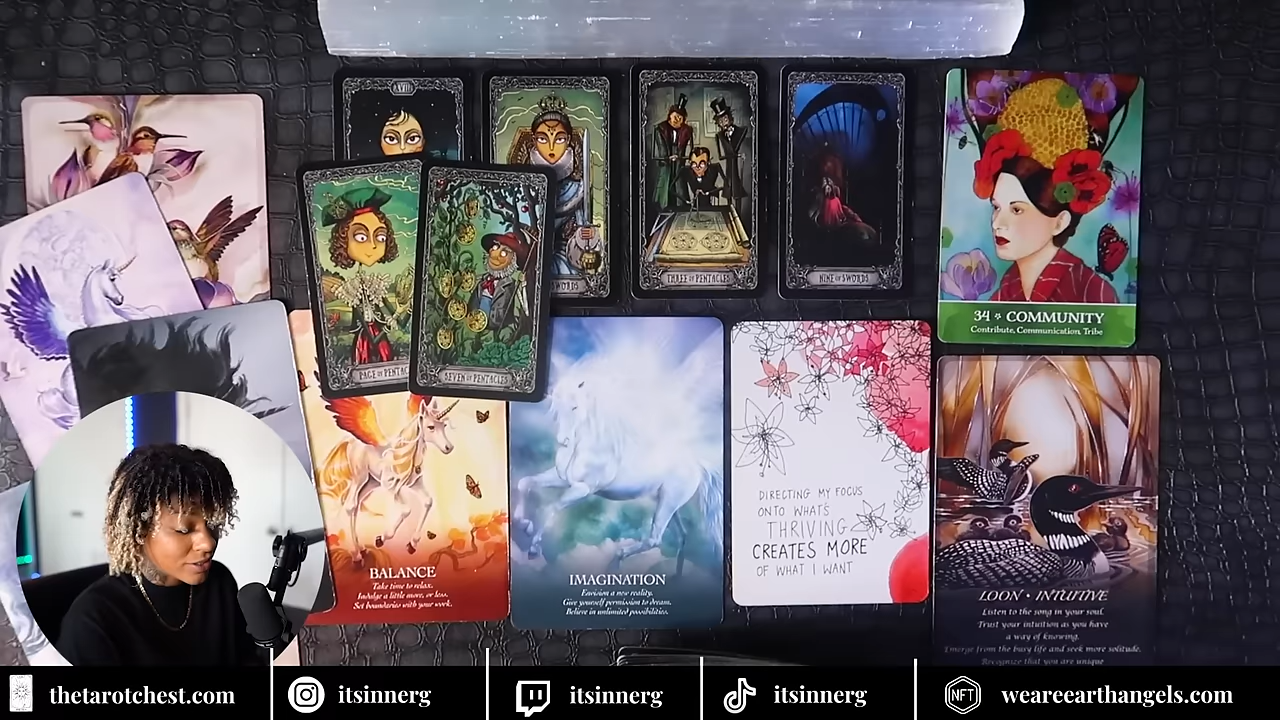 XVIII
PAGE OF PENTAC
SEVEN OF PENTACLES
WORDS
THREE OF PENTACLES
NINE OF SWORDS
34 COMMUNITY
Contribute, Communication, Tribe
BALANCE
Take time to relax.
Indulge a little more, or less.
Set boundaries with your work.
IMAGINATION
Envision a new reality.
Give yourself permission to dream.
Believe in unlimited possibilities.
DIRECTING MY FOCUS
ONTO WHAT'S
THRIVING
CREATES MORE
OF WHAT I WANT
LOON • INTUITIVE
Listen to the song in your soul.
Trust your intuition as you have
a way of knowing.
Emerge from the busy life and seek more solitude.
Recognize that you are unique
thetarotchest.com
itsinnerg
itsinnerg
itsinnerg
NFT
weareearthangels.com